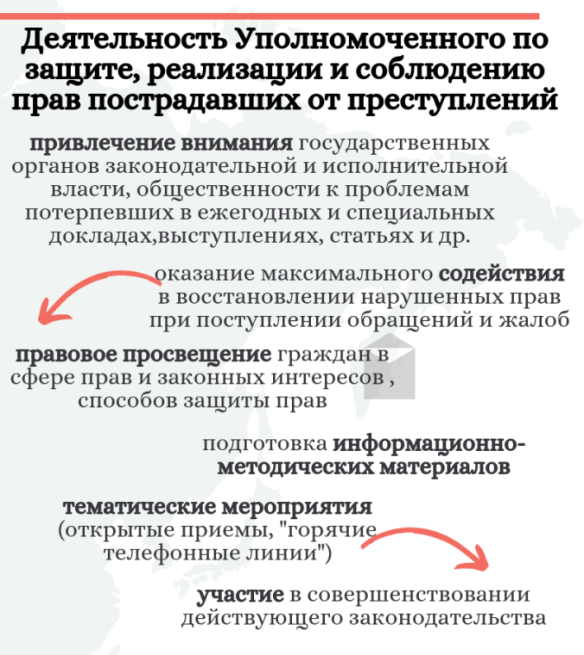 Деятельность Уполномоченного по
защите, реализации и соблюдению
прав пострадавших от преступлений
привлечение внимания государственных
органов законодательной и исполнительной
власти, общественности к проблемам
потерпевших в ежегодных и специальных
докладах,выступлениях, статьях и др.
оказание максимального содействия
в восстановлении нарушенных прав
при поступлении обращений и жалоб
правовое просвещение граждан в
сфере прав и законных интересов ,
способов защиты прав
подготовка информационно-
методических материалов
тематические мероприятия
(открытые приемы, "горячие
телефонные линии")
участие в совершенствовании
действующего законодательства